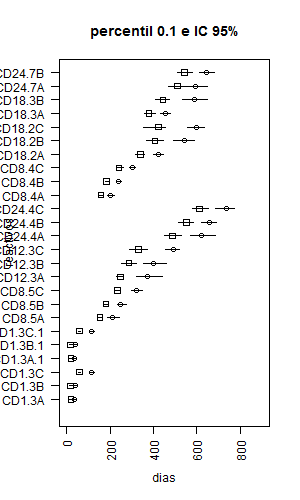 percentil 0.1 e IC 95%
CD24.7B
CD24.7A
CD18.3B
CD18.3A
CD18.2C
CD18.2B
CD18.2A
CD8.4C
CD8.4B
CD8.4A
CD24.4C
CD24.4B
CD24.4A
CD12.3C
CD12.3B
CD12.3A
CD8.5C
CD8.5B
CD8.5A
CD1.3C.1
CD1.3B.1
CD1.3A.1
CD1.3C
CD1.3B
CD1.3A
0 200 400 600 800
dias